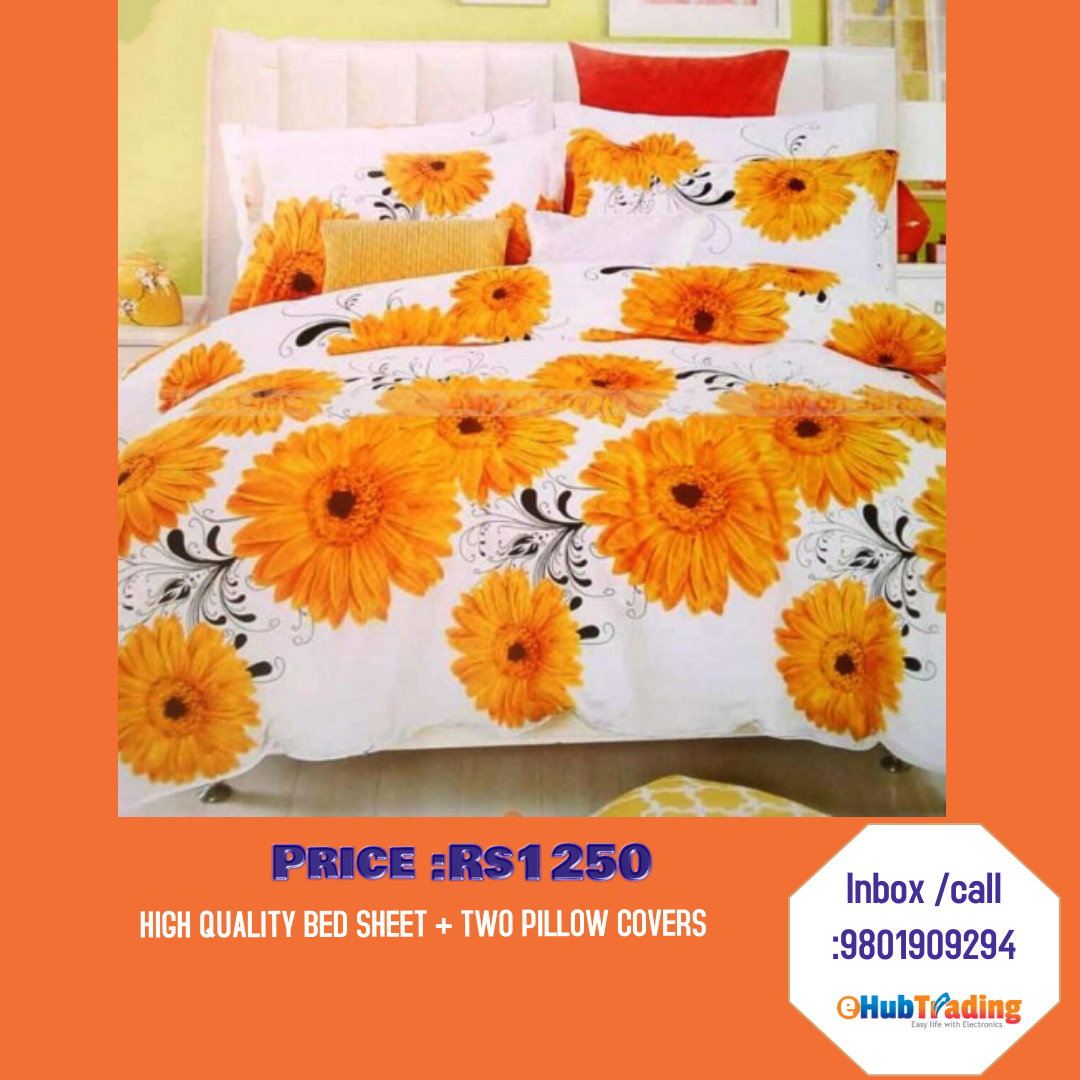 PRICE :RS1250
HIGH QUALITY BED SHEET + TWO PILLOW COVERS
Inbox /call
:9801909294
eHubTrading
Easy life with Electronics